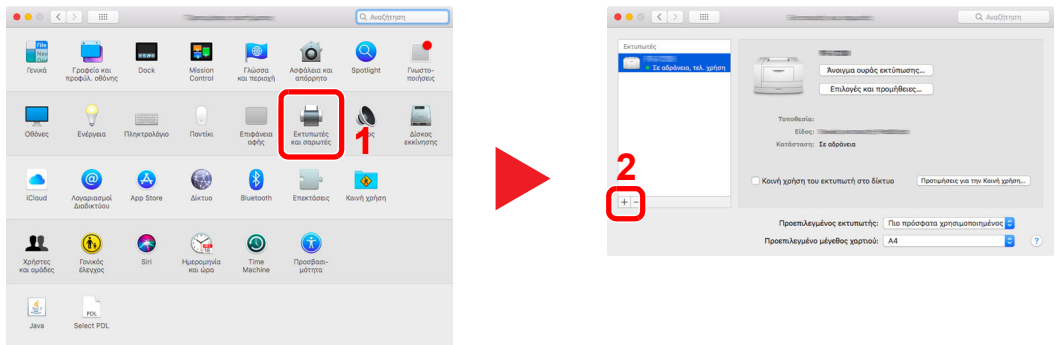 Αναζήτηση
File
New
Γενικά
Γραφείο και
προφύλ. οθόνης
Dock
Mission
Control
Γλώσσα
και περιοχή
Ασφάλεια και
απόρρητο
Spotlight
Γνωστο-
ποιήσεις
Οθόνες
Ενέργεια
Πληκτρολόγιο
Ποντίκι
Επιφάνεια
αφής
Εκτυπωτές
και σαρωτές
1
Δίσκος
εκκίνησης
iCloud
Λογαριασμοί
Διαδικτύου
App Store
Δίκτυο
Bluetooth
Επεκτάσεις
Κοινή χρήση
Χρήστες
και ομάδες
Γονικός
έλεγχος
Siri
18
Ημερομηνία
και ώρα
Time
Machine
Προσβασι-
μότητα
Java
PDL
Select PDL
Αναζήτηση
Εκτυπωτές
Σε αδράνεια, τελ. χρήση
Άνοιγμα ουράς εκτύπωσης...
Επιλογές και προμήθειες...
Τοποθεσία:
Είδος:
Κατάσταση: Σε αδράνεια
2
Κοινή χρήση του εκτυπωτή στο δίκτυο
Προτιμήσεις για την Κοινή χρήση...
+ −
Προεπιλεγμένος εκτυπωτής: Πιο πρόσφατα χρησιμοποιημένος
Προεπιλεγμένο μέγεθος χαρτιού: A4
?